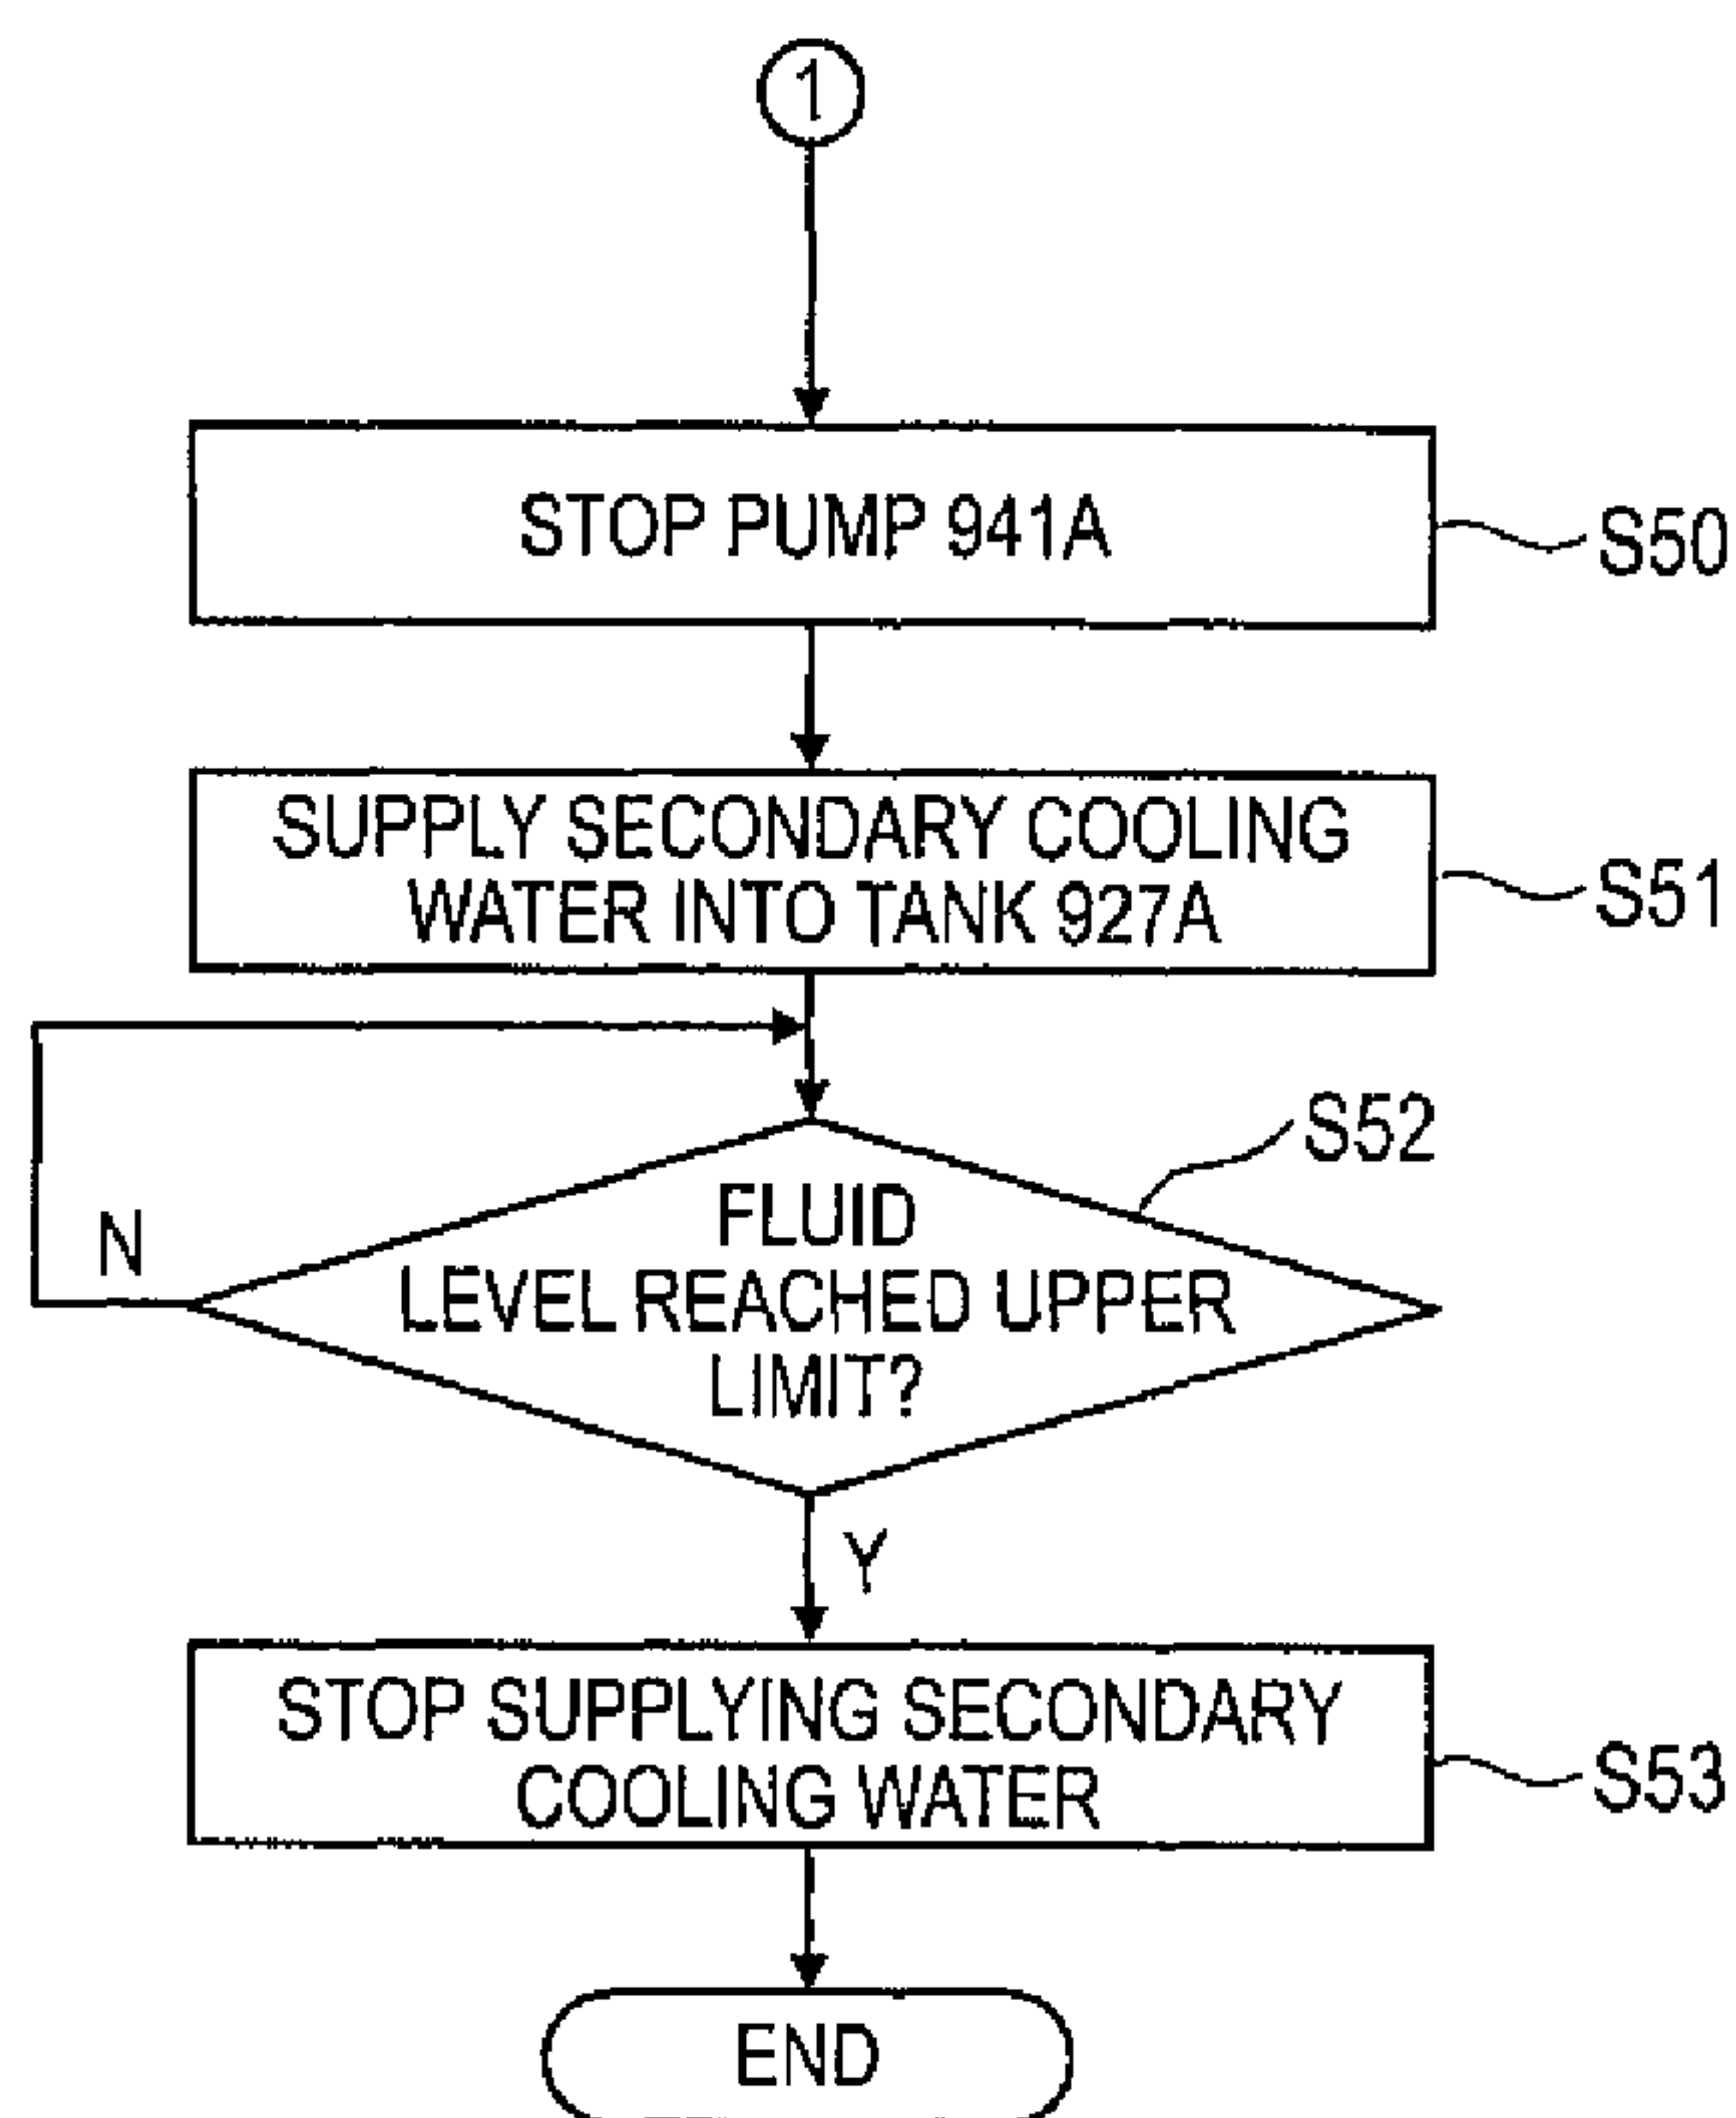 1
STOP PUMP 941A
S50
SUPPLY SECONDARY COOLING
WATER INTO TANK 927A
S51
S52
FLUID
LEVEL REACHED UPPER
LIMIT?
N
Y
STOP SUPPLYING SECONDARY
COOLING WATER
S53
END